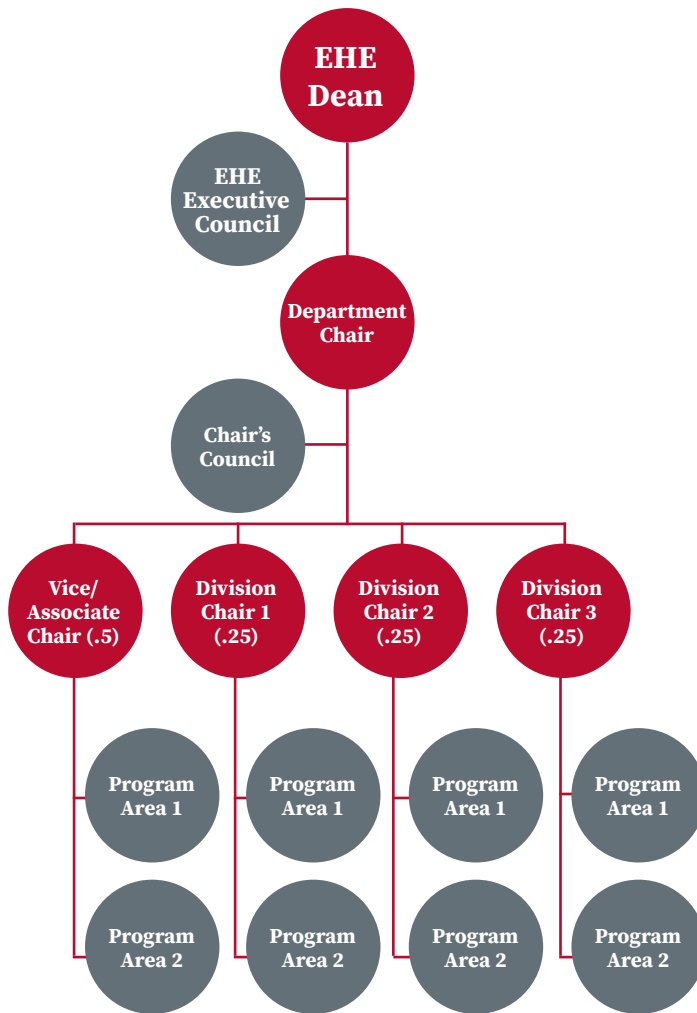 EHE
Dean
EHE
Executive
Council
Department
Chair
Chair’s
Council
Vice/
Associate
Chair (.5)
Division
Chair 1
(.25)
Division
Chair 2
(.25)
Division
Chair 3
(.25)
Program
Area 1
Program
Area 1
Program
Area 1
Program
Area 1
Program
Area 2
Program
Area 2
Program
Area 2
Program
Area 2